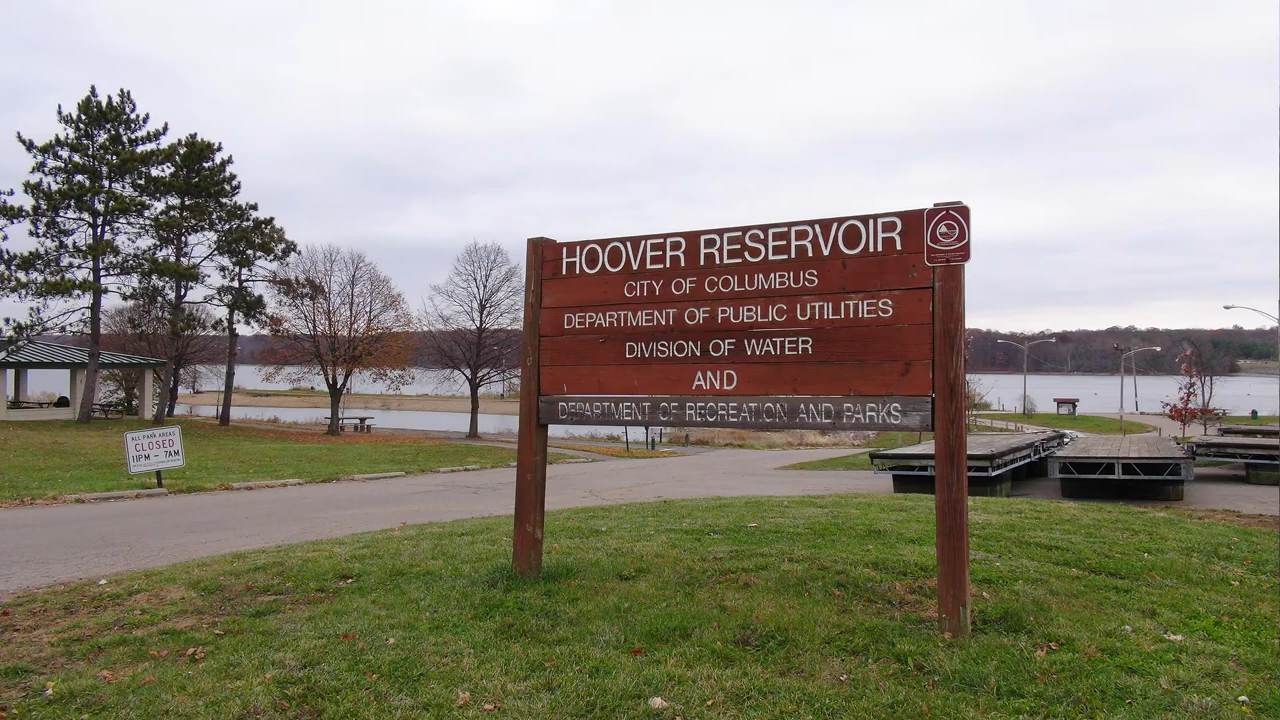 HOOVER RESERVOIR
CITY OF COLUMBUS
DEPARTMENT OF PUBLIC UTILITIES
DIVISION OF WATER
AND
DEPARTMENT OF RECREATION AND PARKS
ALL PARK AREAS
CLOSED
11PM - 7AM